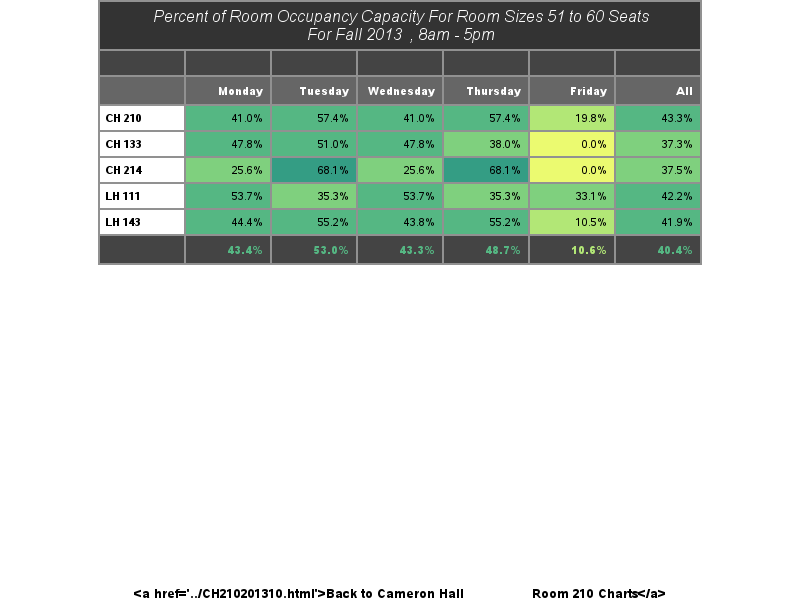 Percent of Room Occupancy Capacity For Room Sizes 51 to 60 Seats
For Fall 2013 , 8am - 5pm
Monday Tuesday Wednesday Thursday Friday All
CH 210 41.0% 57.4% 41.0% 57.4% 19.8% 43.3%
CH 133 47.8% 51.0% 47.8% 38.0% 0.0% 37.3%
CH 214 25.6% 68.1% 25.6% 68.1% 0.0% 37.5%
LH 111 53.7% 35.3% 53.7% 35.3% 33.1% 42.2%
LH 143 44.4% 55.2% 43.8% 55.2% 10.5% 41.9%
43.4% 53.0% 43.3% 48.7% 10.6% 40.4%
<a href='../CH210201310.html'>Back to Cameron Hall Room 210 Charts</a>